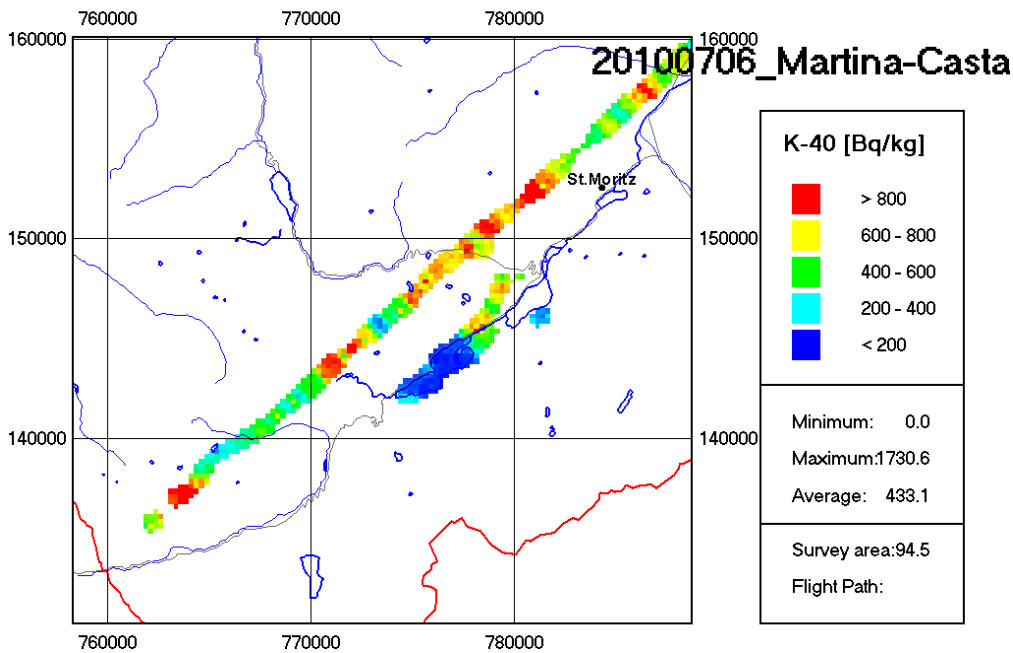 760000 770000 780000
160000 160000
20100706_Martina-Casta
K-40 [Bq/kg]
St.Moritz
> 800
600 - 800
400 - 600
200 - 400
< 200
150000 150000
140000 140000
Minimum: 0.0
Maximum:1730.6
Average: 433.1
Survey area:94.5
Flight Path:
760000 770000 780000